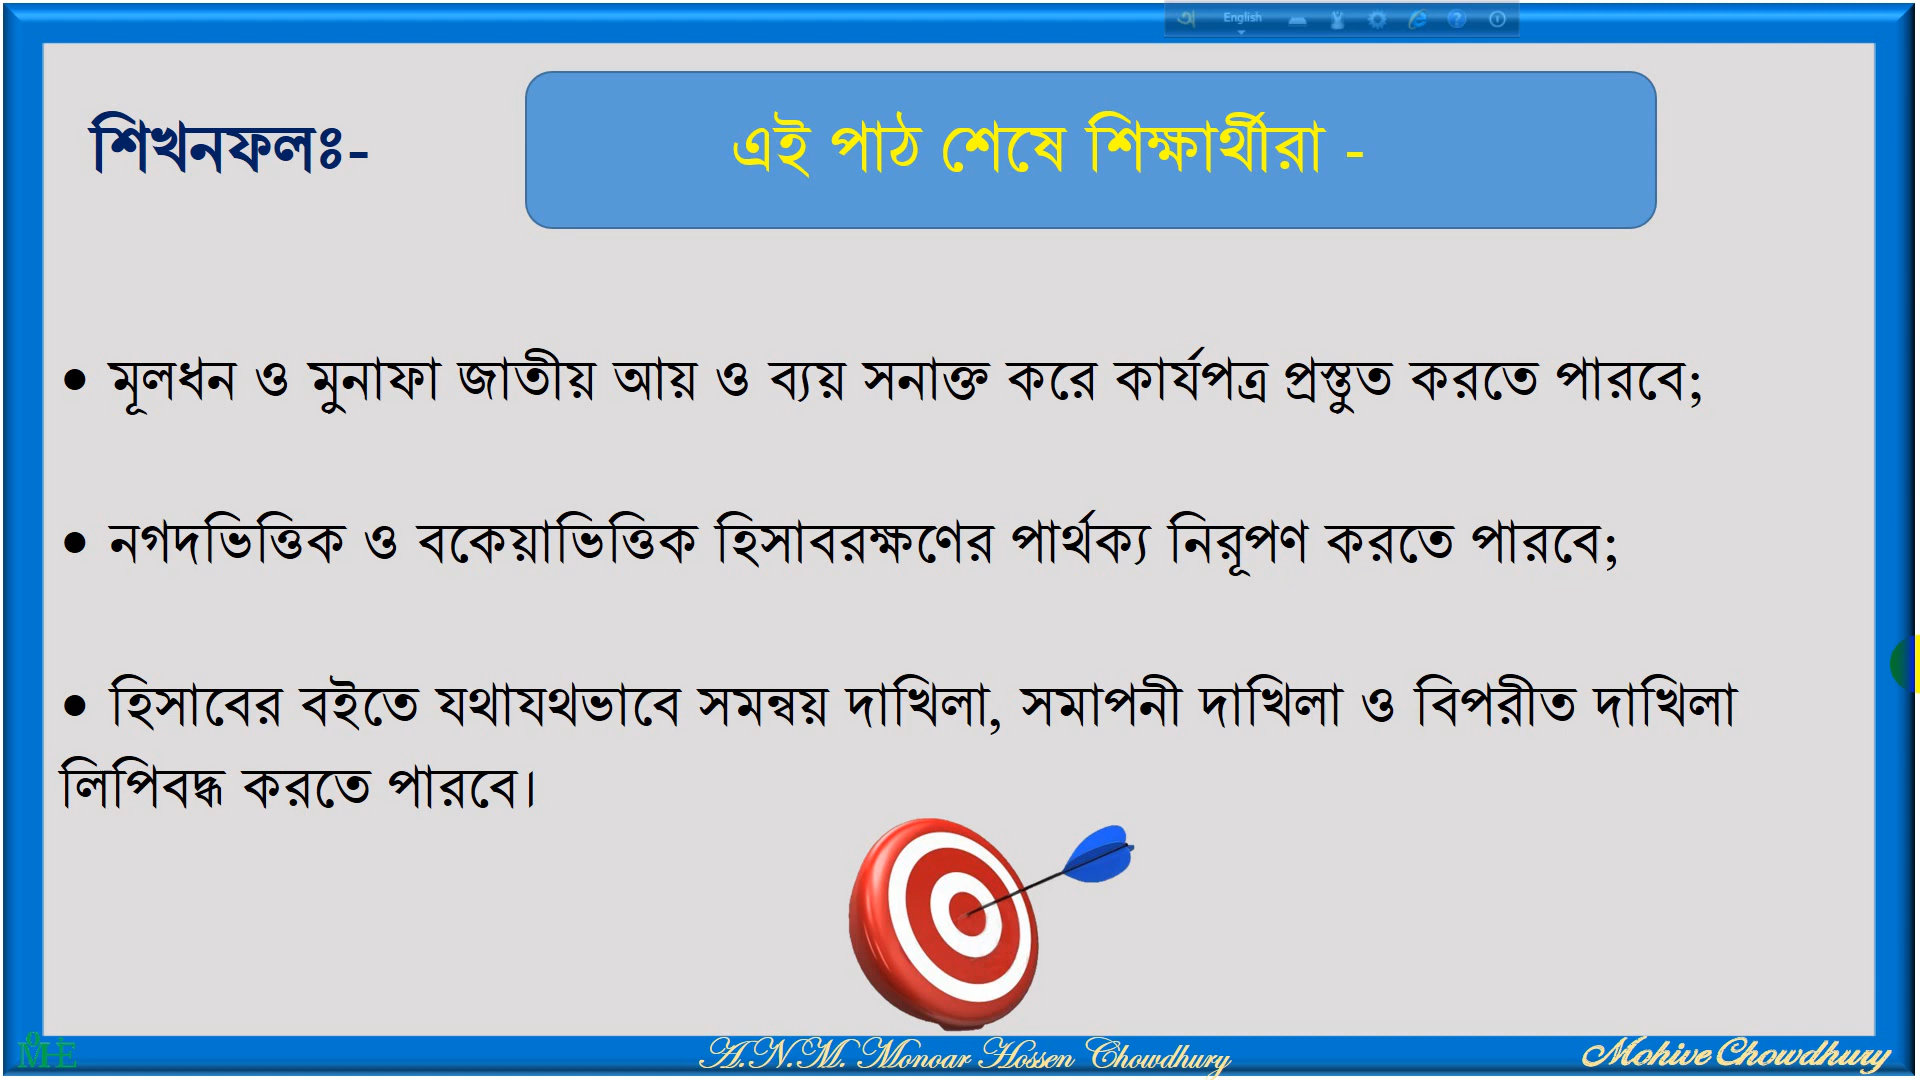 English
শিখনফলঃ-
এই পাঠ শেষে শিক্ষার্থীরা -
• মূলধন ও মুনাফা জাতীয় আয় ও ব্যয় সনাক্ত করে কার্যপত্র প্রস্তুত করতে পারবে;
• নগদভিত্তিক ও বকেয়াভিত্তিক হিসাবরক্ষণের পার্থক্য নিরূপণ করতে পারবে;
• হিসাবের বইতে যথাযথভাবে সমন্বয় দাখিলা, সমাপনী দাখিলা ও বিপরীত দাখিলা
লিপিবদ্ধ করতে পারবে।
A.N.M. Monoar Hossen Chowdhury
Mohive Chowdhury